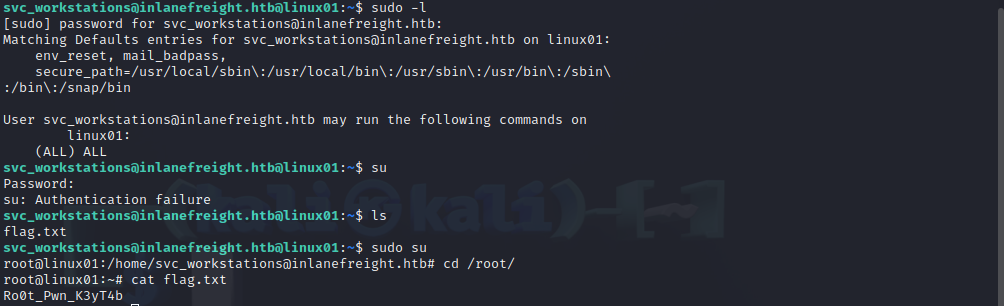 svc_workstations@inlanefreight.htb@linux01:~$ sudo -l
[sudo] password for svc_workstations@inlanefreight.htb:
Matching Defaults entries for svc_workstations@inlanefreight.htb on linux01:
    env_reset, mail_badpass,
    secure_path=/usr/local/sbin\:/usr/local/bin\:/usr/sbin\:/usr/bin\:/sbin\
:/bin\:/snap/bin

User svc_workstations@inlanefreight.htb may run the following commands on
        linux01:
    (ALL) ALL
svc_workstations@inlanefreight.htb@linux01:~$ su
Password:
su: Authentication failure
svc_workstations@inlanefreight.htb@linux01:~$ ls
flag.txt
svc_workstations@inlanefreight.htb@linux01:~$ sudo su
root@linux01:/home/svc_workstations@inlanefreight.htb# cd /root/
root@linux01:~# cat flag.txt
Ro0t_Pwn_K3yT4b
(kali㉿kali)-[~]